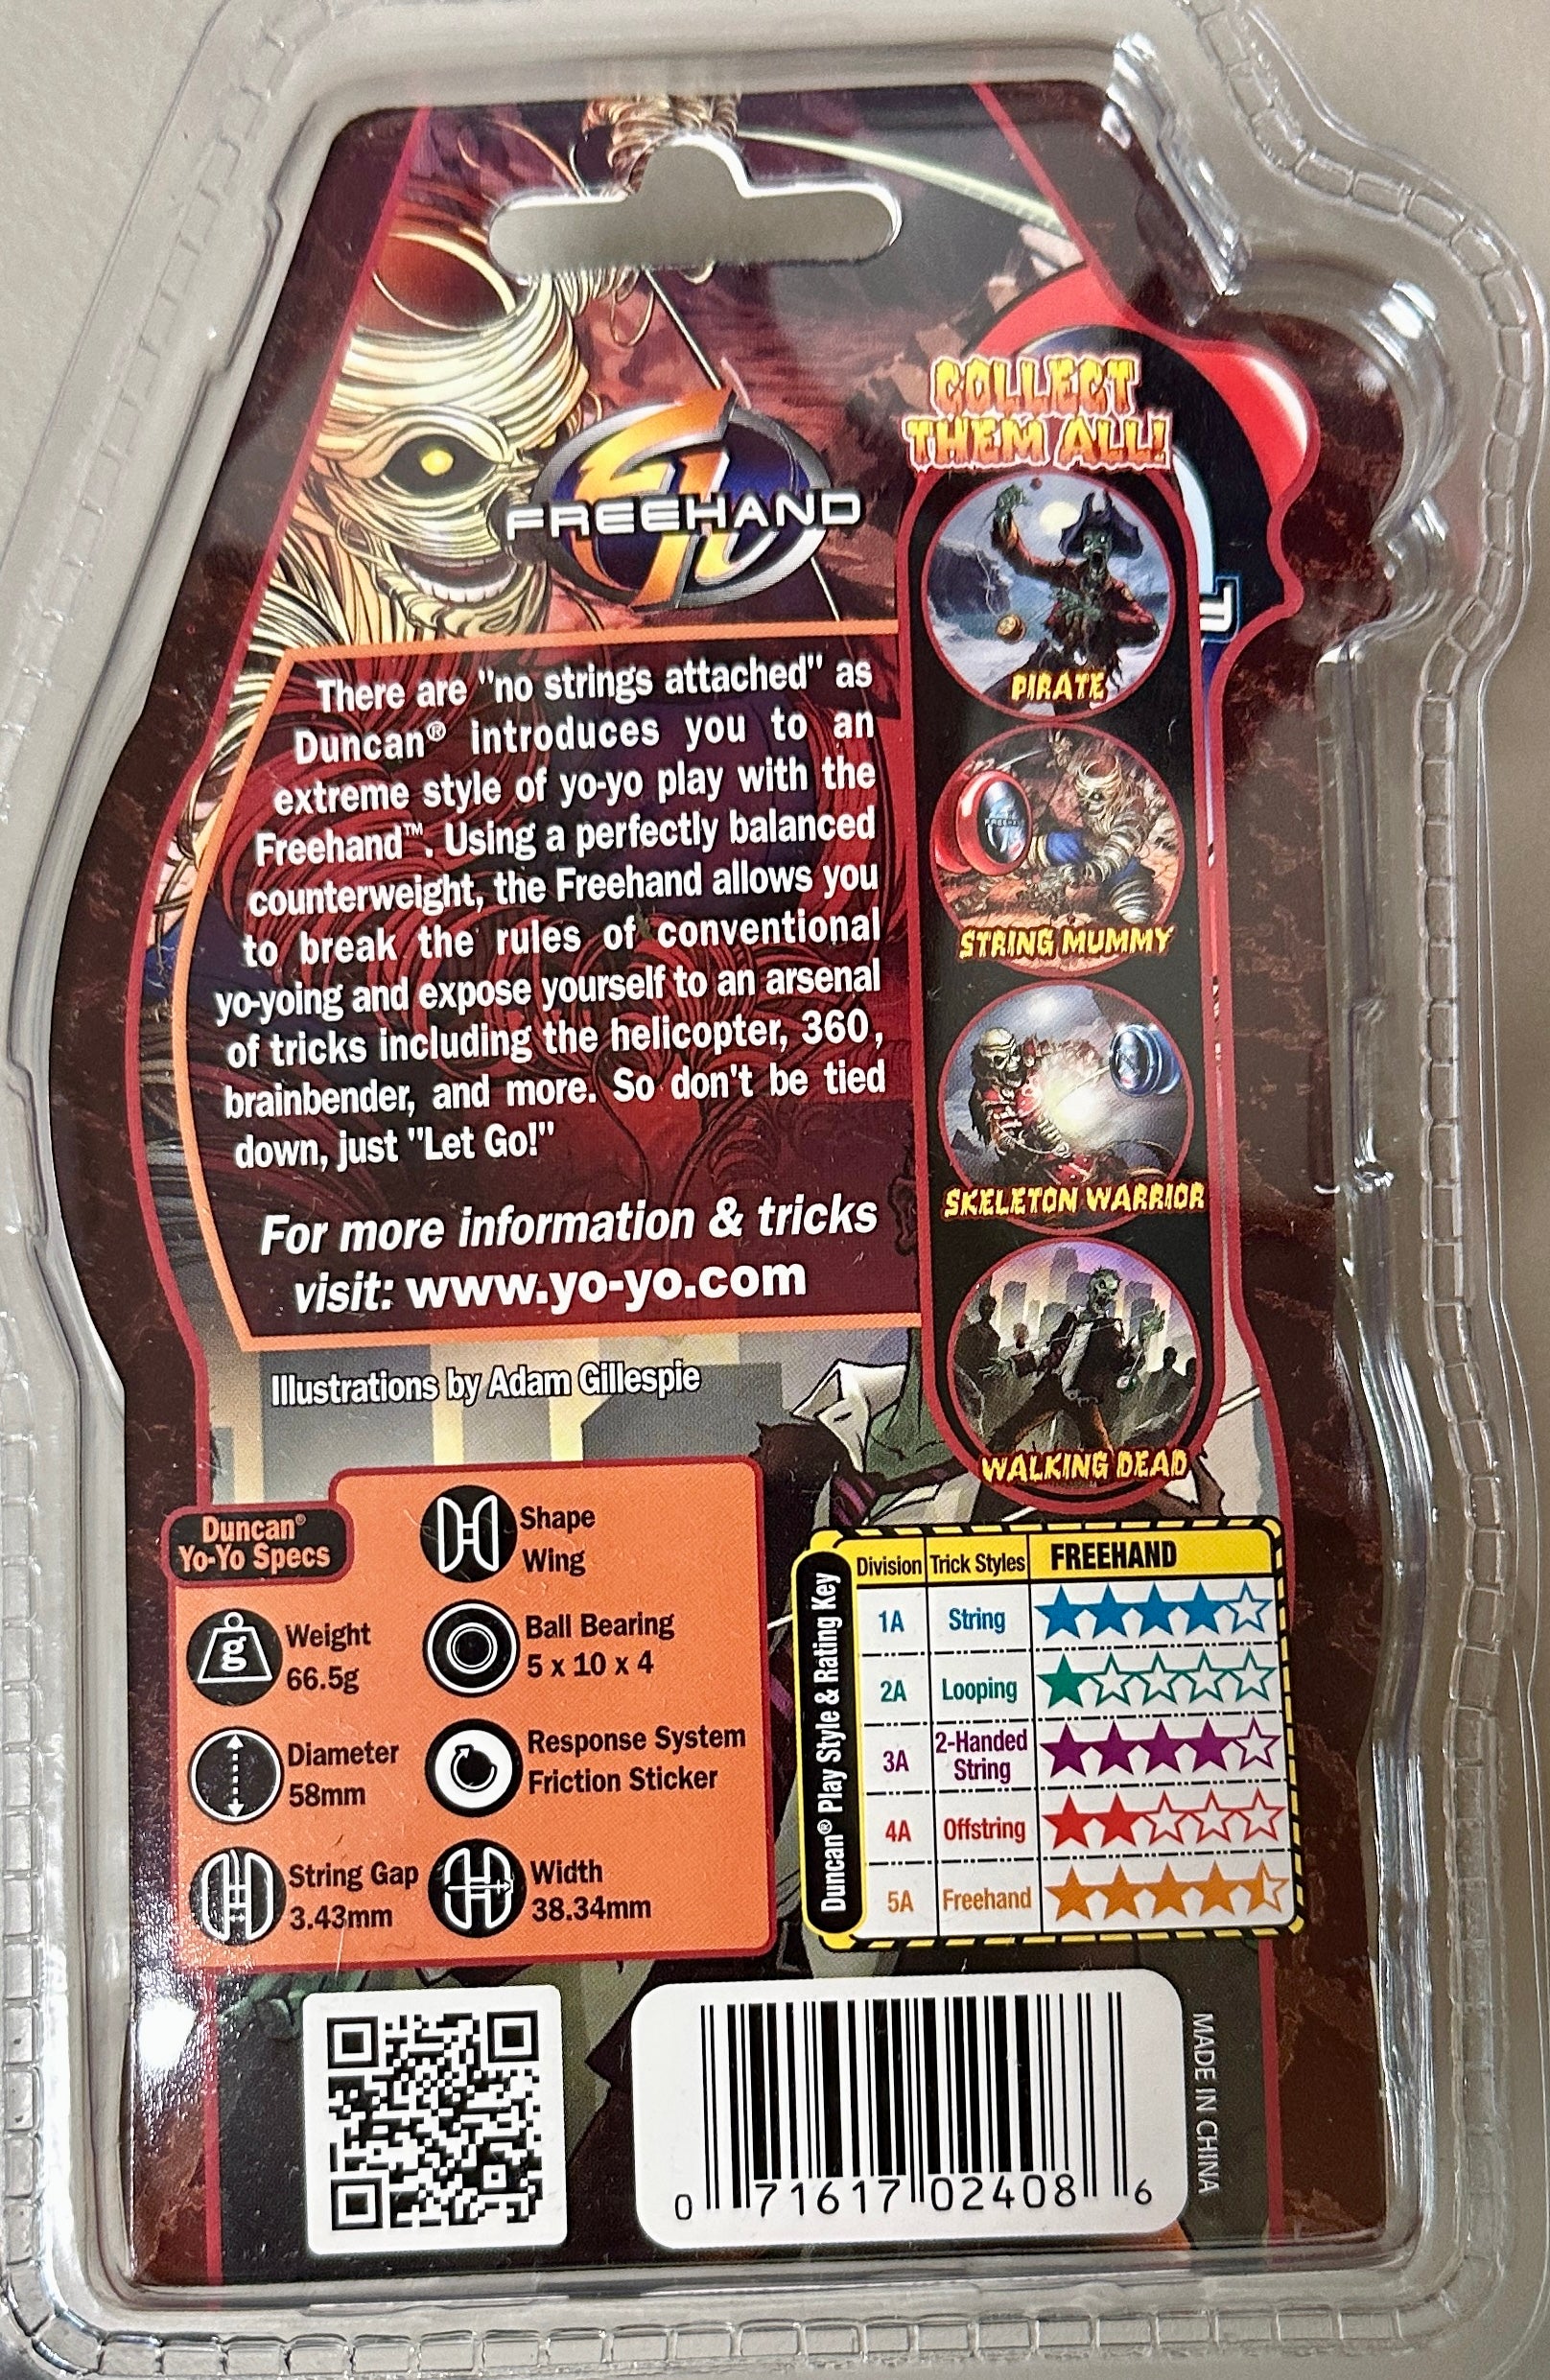 FREEHAND
There are "no strings attached" as
Duncan® introduces you to an
extreme style of yo-yo play with the
Freehand™. Using a perfectly balanced
counterweight, the Freehand allows you
to break the rules of conventional
yo-yoing and expose yourself to an arsenal
of tricks including the helicopter, 360,
brainbender, and more. So don't be tied
down, just "Let Go!"
For more information & tricks
visit: www.yo-yo.com
Illustrations by Adam Gillespie
COLLECT
THEM ALL!
PIRATE
STRING MUMMY
SKELETON WARRIOR
WALKING DEAD
Duncan®
Yo-Yo Specs
Shape
Wing
Weight
66.5g
Ball Bearing
5 x 10 x 4
Diameter
58mm
Response System
Friction Sticker
String Gap
3.43mm
Width
38.34mm
Duncan® Play Style & Rating Key
Division Trick Styles FREEHAND
1A String
2A Looping
3A 2-Handed String
4A Offstring
5A Freehand
0 71617 02408 6
MADE IN CHINA